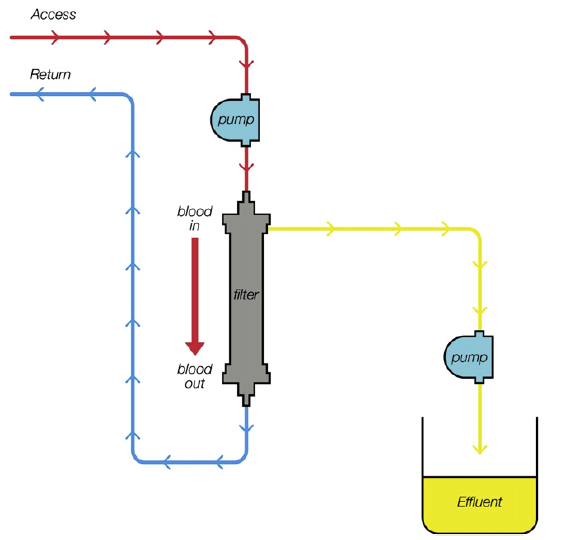 Access
Return
pump
blood
in
filter
blood
out
pump
Effluent